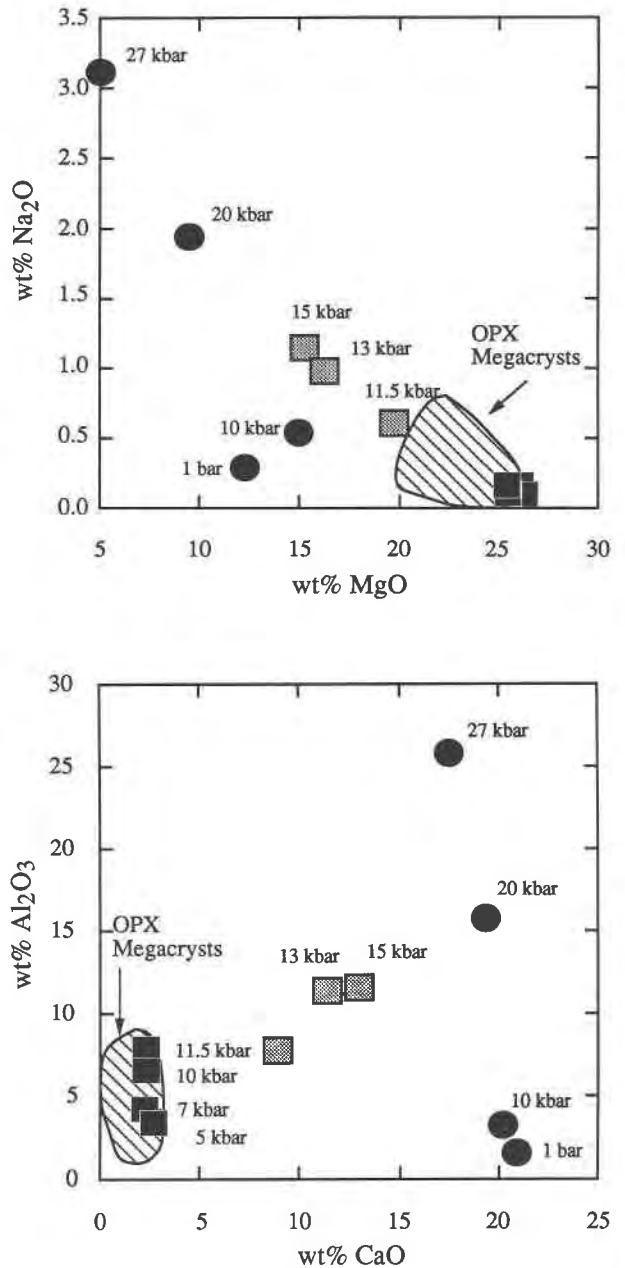 3.5
27 kbar
3.0
2.5
20 kbar
2.0
wt% Na2O
1.5
15 kbar
13 kbar
OPX
Megacrysts
1.0
11.5 kbar
10 kbar
0.5
1 bar
0.0
5
10
15
20
25
30
wt% MgO
30
27 kbar
25
20
20 kbar
wt% Al2O3
15
OPX
Megacrysts
13 kbar
15 kbar
10
11.5 kbar
10 kbar
5
7 kbar
10 kbar
5 kbar
1 bar
0
0
5
10
15
20
25
wt% CaO